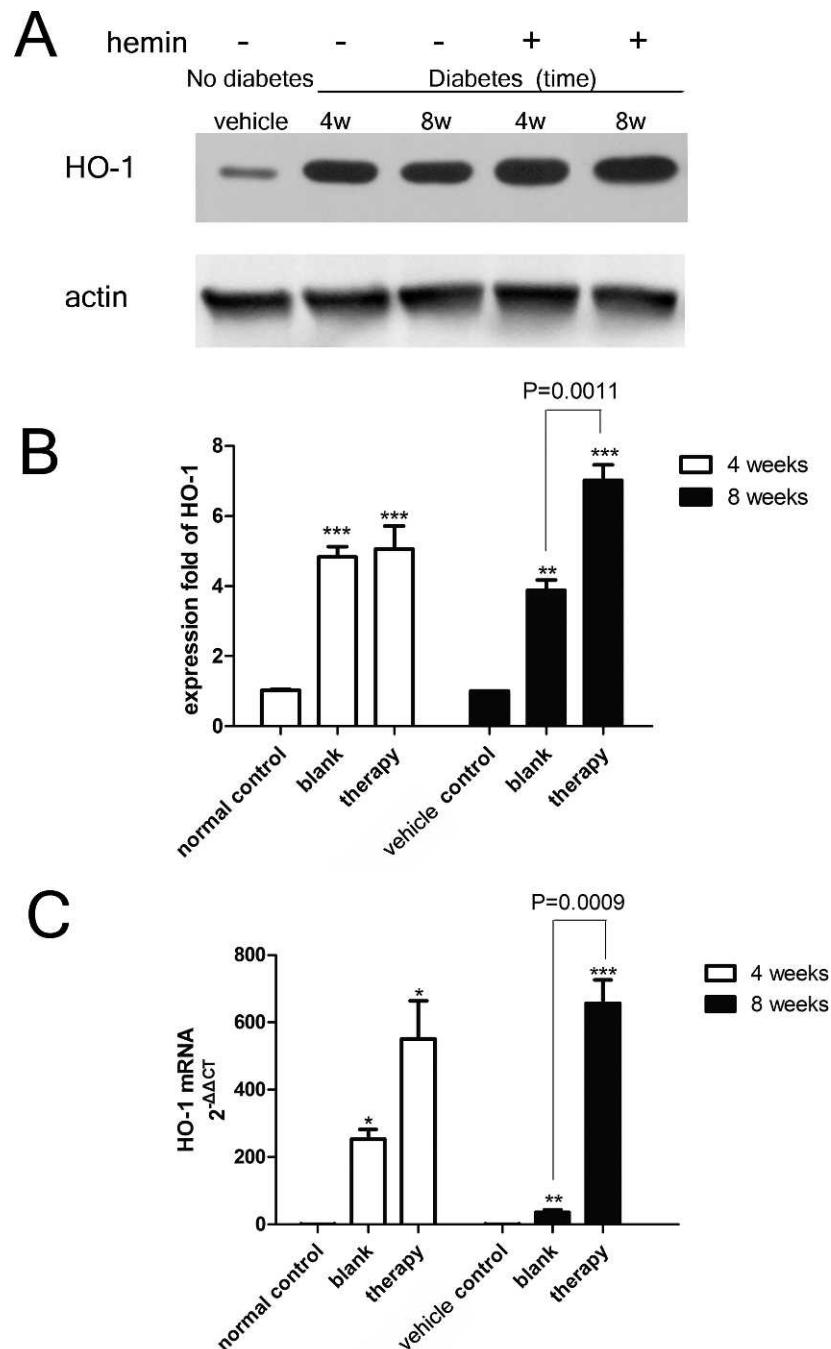 A
hemin - - - + +
No diabetes Diabetes (time)
vehicle 4w 8w 4w 8w
HO-1
actin
B
P=0.0011
expression fold of HO-1
8
6
4
2
0
*** *** ** ***
4 weeks
8 weeks
normal control
blank
therapy
vehicle control
blank
therapy
C
P=0.0009
HO-1 mRNA
2-ΔΔCT
800
600
400
200
0
* * ** ***
4 weeks
8 weeks
normal control
blank
therapy
vehicle control
blank
therapy